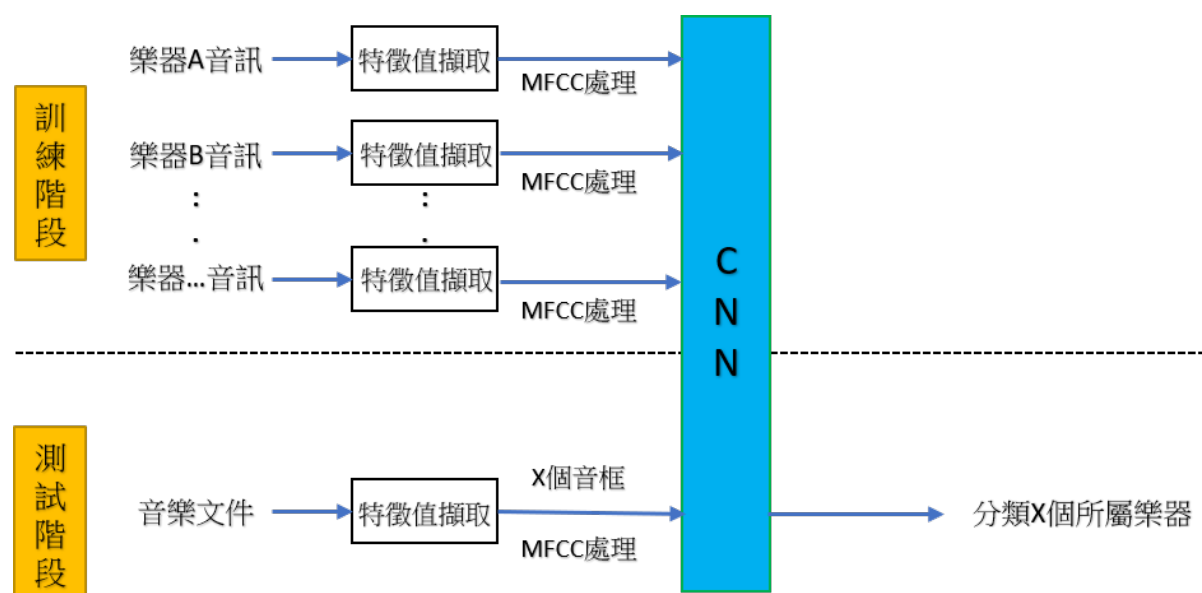 樂器A音訊
特徵值擷取
MFCC處理
訓練階段
樂器B音訊
特徵值擷取
MFCC處理
:
:
.
.
樂器…音訊
特徵值擷取
MFCC處理
CNN
測試階段
音樂文件
特徵值擷取
X個音框
MFCC處理
分類X個所屬樂器